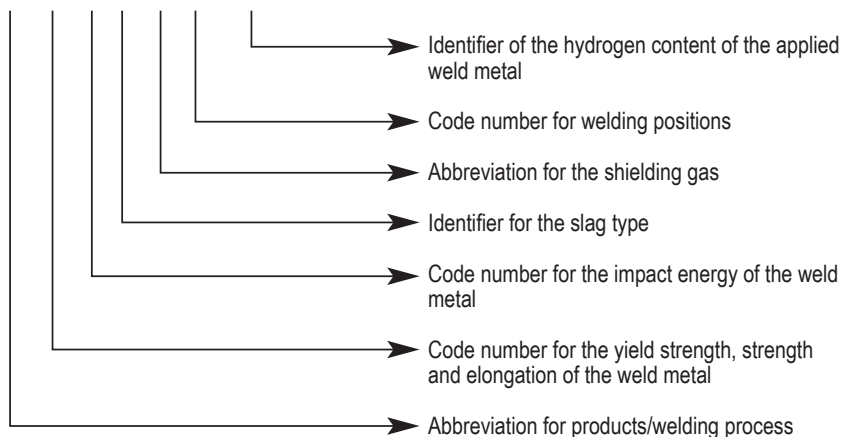 Identifier of the hydrogen content of the applied
weld metal
Code number for welding positions
Abbreviation for the shielding gas
Identifier for the slag type
Code number for the impact energy of the weld
metal
Code number for the yield strength, strength
and elongation of the weld metal
Abbreviation for products/welding process